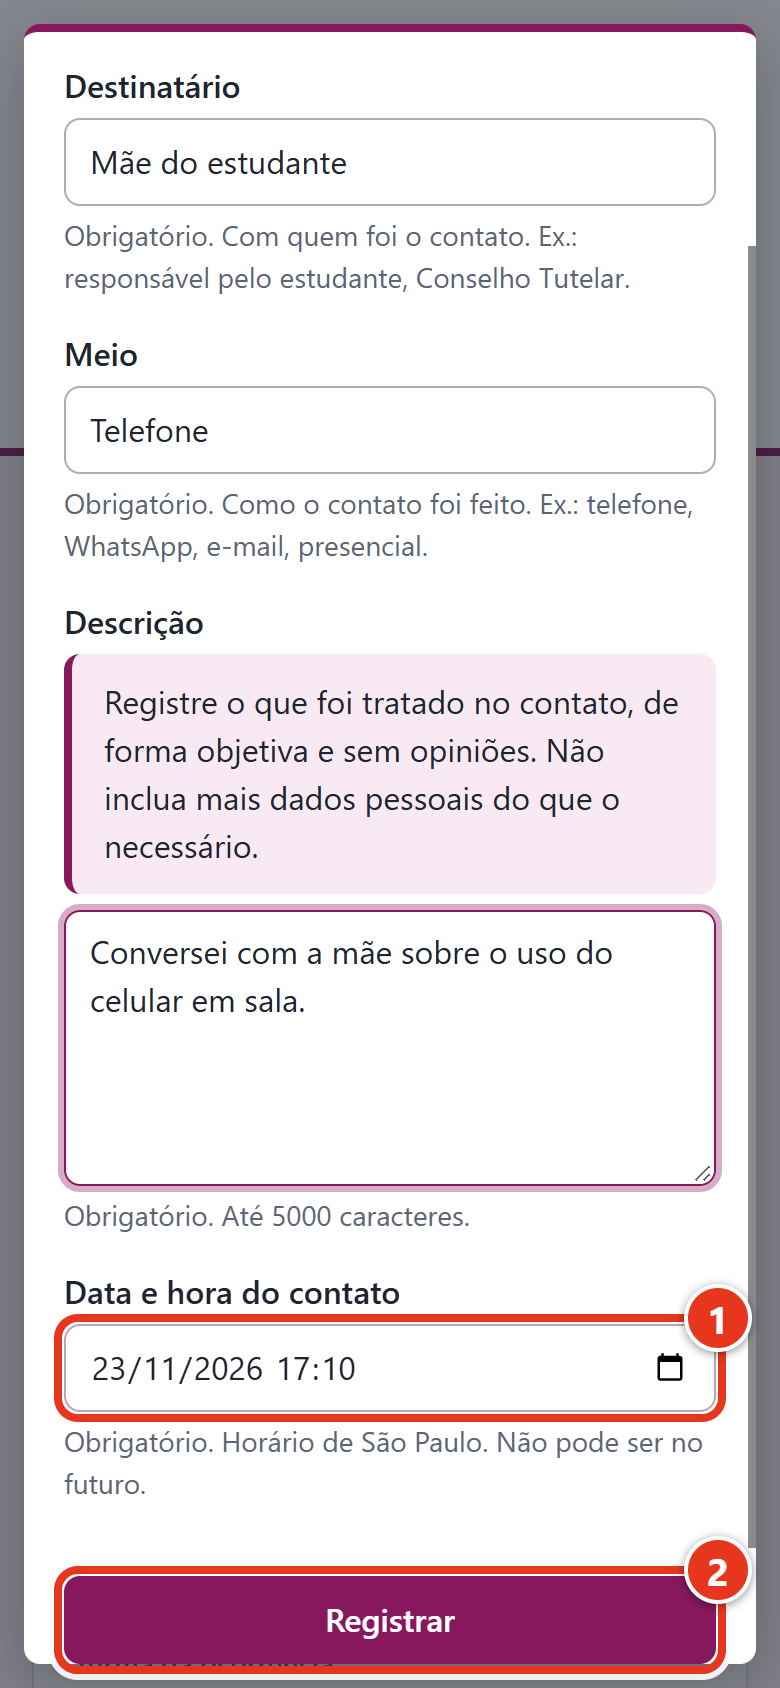 Destinatário
Mãe do estudante
Obrigatório. Com quem foi o contato. Ex.:
responsável pelo estudante, Conselho Tutelar.
Meio
Telefone
Obrigatório. Como o contato foi feito. Ex.: telefone,
WhatsApp, e-mail, presencial.
Descrição
Registre o que foi tratado no contato, de
forma objetiva e sem opiniões. Não
inclua mais dados pessoais do que o
necessário.
Conversei com a mãe sobre o uso do
celular em sala.
Obrigatório. Até 5000 caracteres.
Data e hora do contato
1
23/11/2026 17:10
Obrigatório. Horário de São Paulo. Não pode ser no
futuro.
2
Registrar